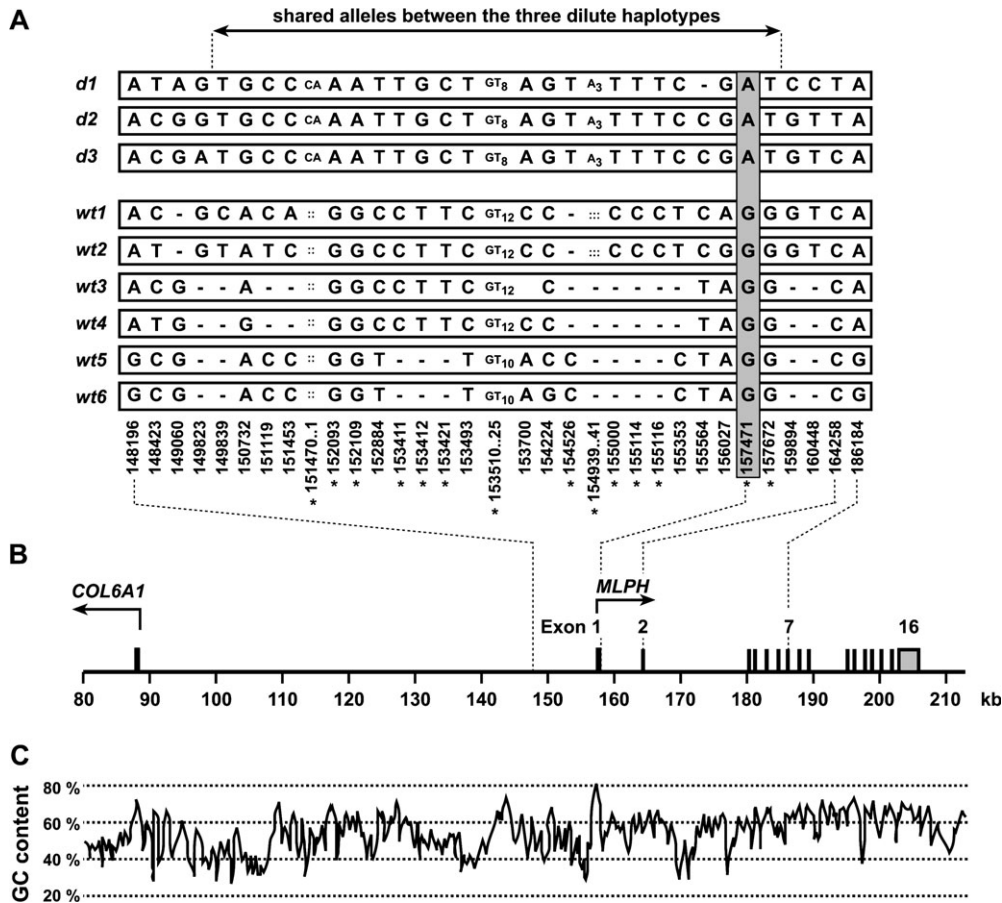 A
shared alleles between the three dilute haplotypes
d1 A T A G T G C C CA A A T T G C T GT8 A G T A3 T T T C - G A T C C T A
d2 A C G G T G C C CA A A T T G C T GT8 A G T A3 T T T C C G A T G T T A
d3 A C G A T G C C CA A A T T G C T GT8 A G T A3 T T T C C G A T G T C A
wt1 A C - G C A C A :: G G C C T T C GT12 C C - ::: C C C T C A G G G T C A
wt2 A T - G T A T C :: G G C C T T C GT12 C C - ::: C C C T C G G G G T C A
wt3 A C G - - A - - :: G G C C T T C GT12 C - - - - - - T A G G - - C A
wt4 A T G - - G - - :: G G C C T T C GT12 C C - - - - - - T A G G - - C A
wt5 G C G - - A C C :: G G T - - - T GT10 A C C - - - - C T A G G - - C G
wt6 G C G - - A C C :: G G T - - - T GT10 A G C - - - - C T A G G - - C G
148196
148423
149060
149823
149839
150732
151119
151453
* 151470..1
* 152093
* 152109
152884
* 153411
* 153412
* 153421
153493
* 153510..25
153700
154224
* 154526
* 154939..41
* 155000
* 155114
* 155116
155353
155564
156027
* 157471
* 157672
159894
160448
164258
186184
B
COL6A1
MLPH
Exon 1 2 7 16
80 90 100 110 120 130 140 150 160 170 180 190 200 210 kb
C
GC content
80 %
60 %
40 %
20 %